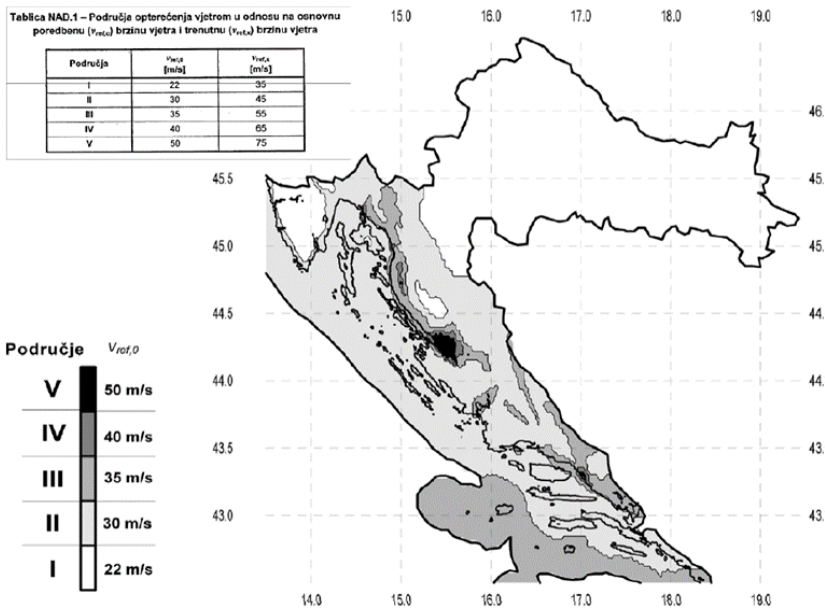 Tablica NAD.1 – Područja opterećenja vjetrom u odnosu na osnovnu
poredbenu (vref,o) brzinu vjetra i trenutnu (vref,x) brzinu vjetra
Područja vref,0 [m/s] vref,x [m/s]
I 22 35
II 30 45
III 35 55
IV 40 65
V 50 75
15.0 16.0 17.0 18.0 19.0
46.
45.5 45.
45.0 45.
44.5 44.
44.0 44.
43.5 43.
43.0 43.
14.0 15.0 16.0 17.0 18.0 19.0
Područje Vref,0
V 50 m/s
IV 40 m/s
III 35 m/s
II 30 m/s
I 22 m/s